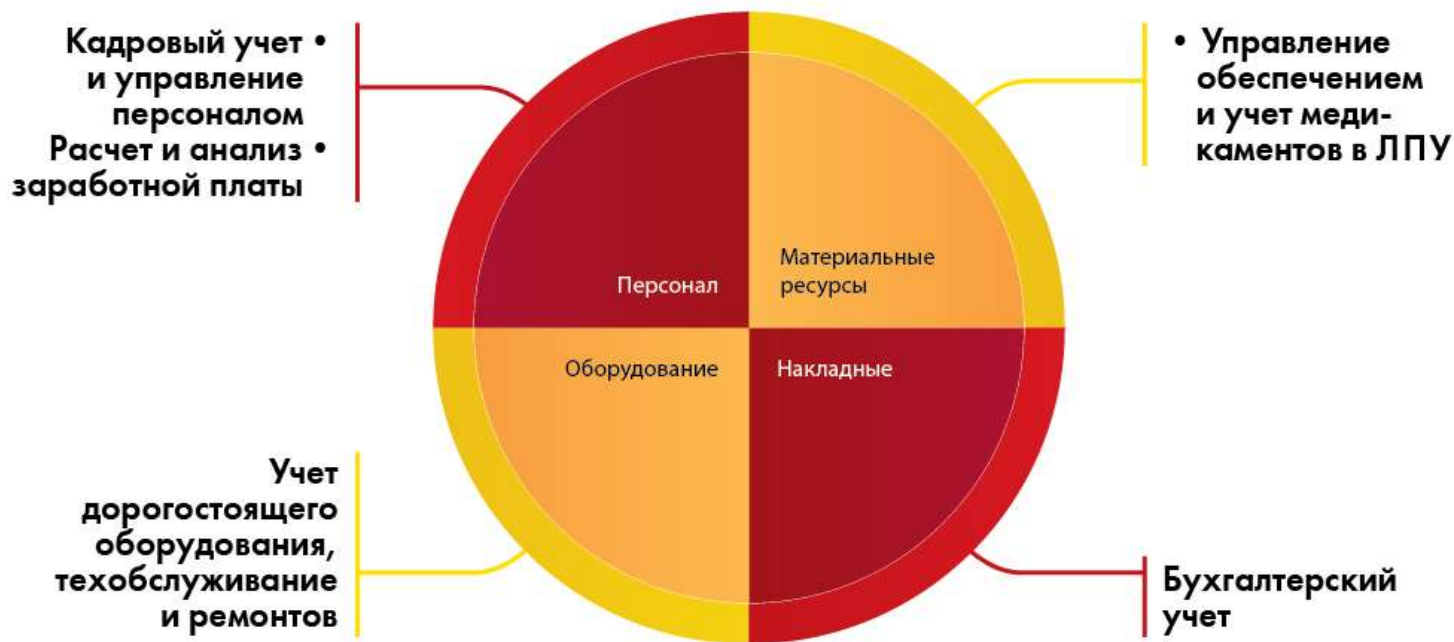 Кадровый учет •
и управление
персоналом
Расчет и анализ •
заработной платы
• Управление
обеспечением
и учет меди-
каментов в ЛПУ
Персонал
Материальные
ресурсы
Оборудование
Накладные
Учет
дорогостоящего
оборудования,
техобслуживание
и ремонтов
Бухгалтерский
учет